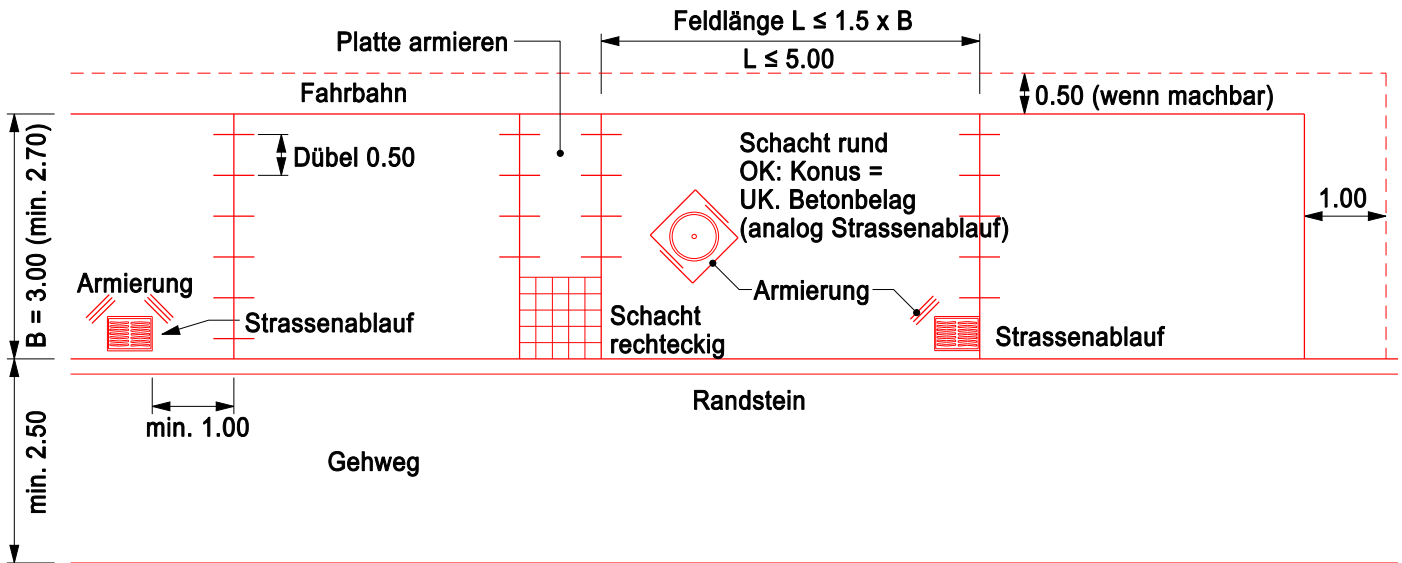 Feldlänge L ≤ 1.5 x B
Platte armieren
L ≤ 5.00
Fahrbahn
0.50 (wenn machbar)
B = 3.00 (min. 2.70)
Dübel 0.50
Schacht rund
OK: Konus =
UK. Betonbelag
(analog Strassenablauf)
1.00
Armierung
Armierung
Strassenablauf
Schacht
rechteckig
Strassenablauf
Randstein
min. 1.00
min. 2.50
Gehweg